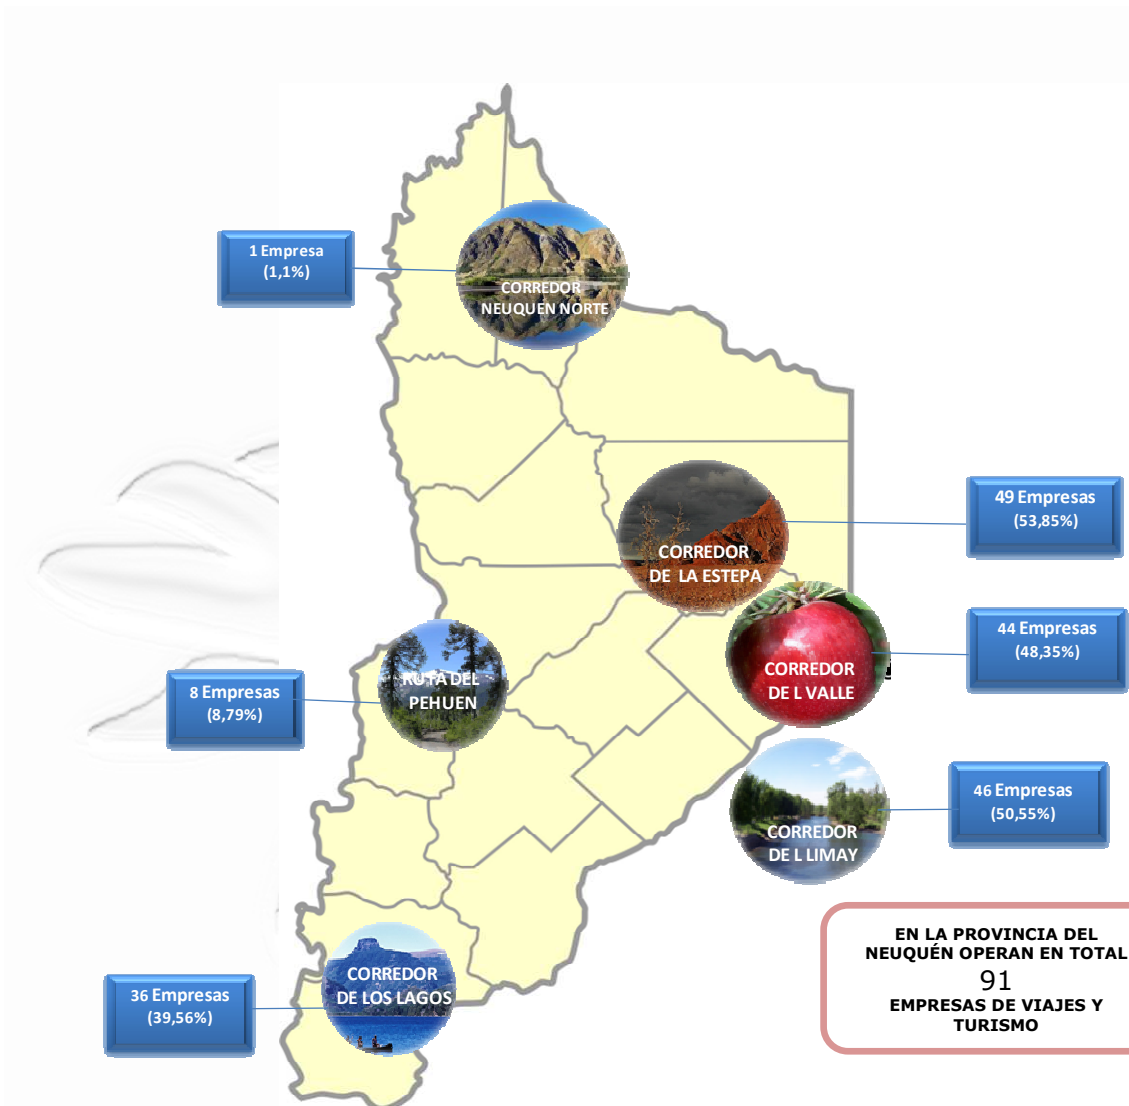 1 Empresa
(1,1%)
CORREDOR
NEUQUEN NORTE
49 Empresas
(53,85%)
CORREDOR
DE LA ESTEPA
44 Empresas
(48,35%)
CORREDOR
DE L VALLE
8 Empresas
(8,79%)
RUTA DEL
PEHUEN
46 Empresas
(50,55%)
CORREDOR
DE L LIMAY
EN LA PROVINCIA DEL
NEUQUÉN OPERAN EN TOTAL
91
EMPRESAS DE VIAJES Y
TURISMO
CORREDOR
DE LOS LAGOS
36 Empresas
(39,56%)